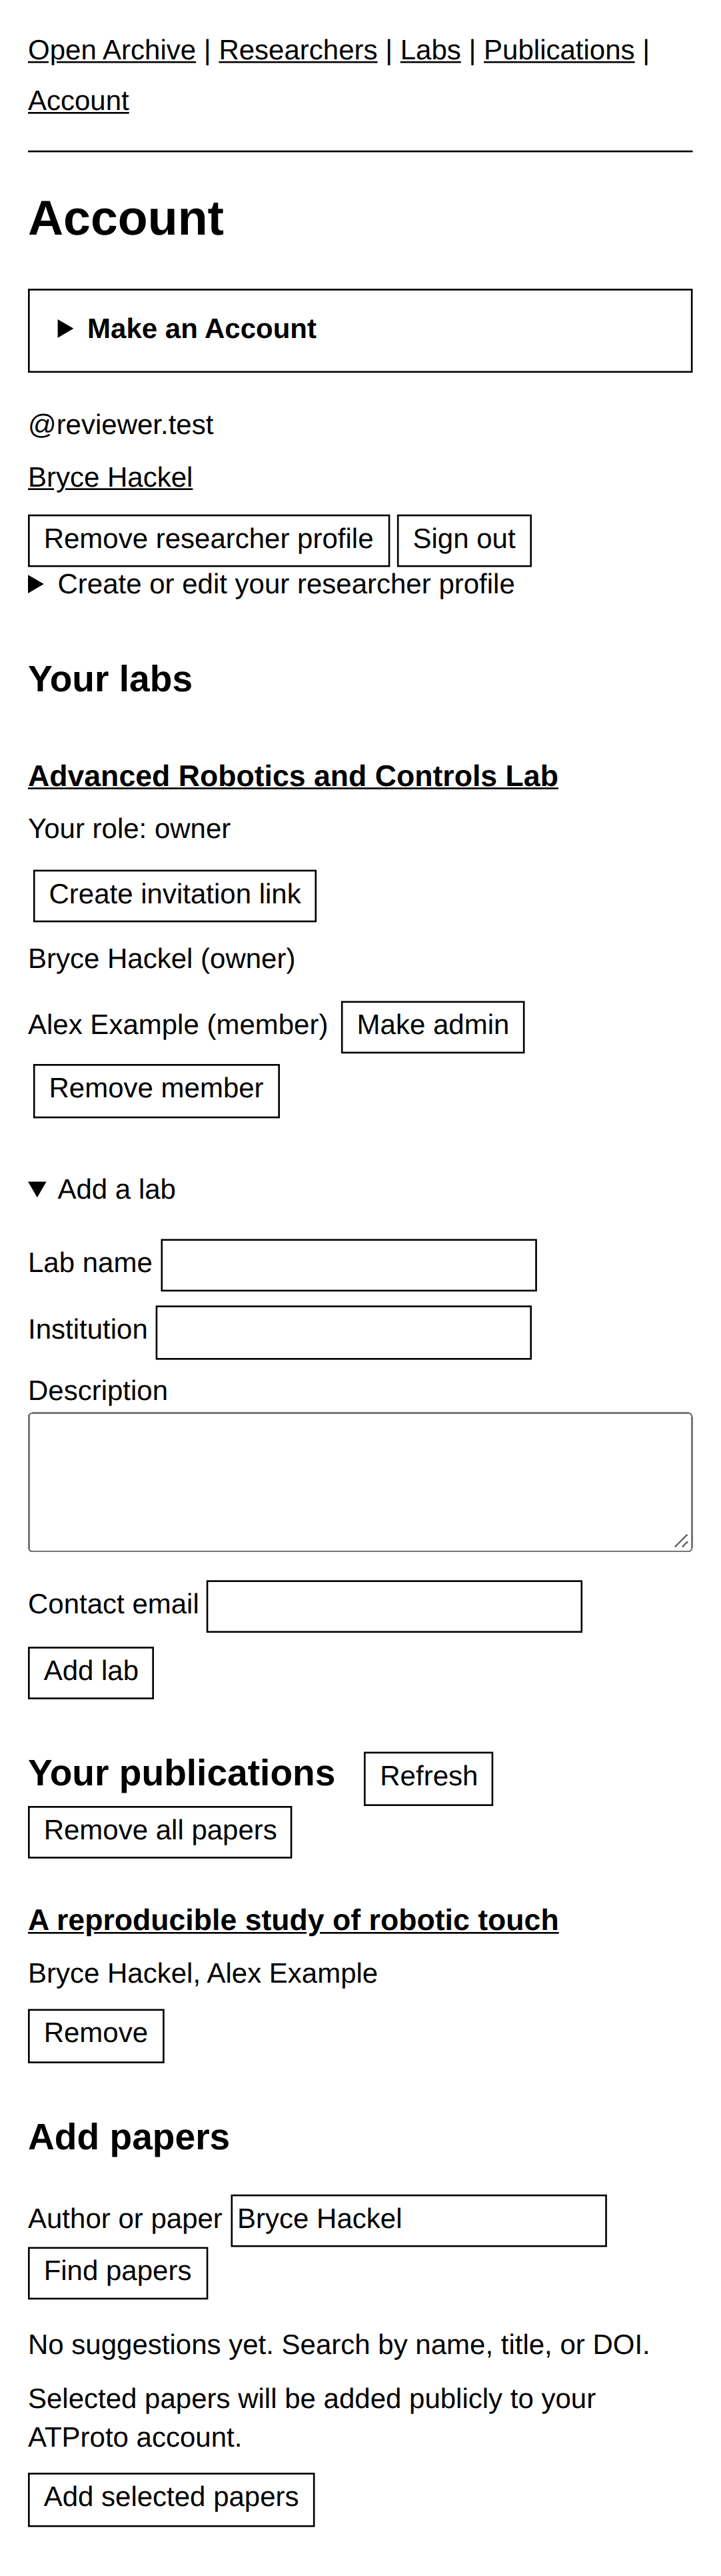 Open Archive | Researchers | Labs | Publications |
Account
Account
Make an Account
@reviewer.test
Bryce Hackel
Remove researcher profile Sign out
Create or edit your researcher profile
Your labs
Advanced Robotics and Controls Lab
Your role: owner
Create invitation link
Bryce Hackel (owner)
Alex Example (member) Make admin
Remove member
Add a lab
Lab name
Institution
Description
Contact email
Add lab
Your publications Refresh
Remove all papers
A reproducible study of robotic touch
Bryce Hackel, Alex Example
Remove
Add papers
Author or paper Bryce Hackel
Find papers
No suggestions yet. Search by name, title, or DOI.
Selected papers will be added publicly to your
ATProto account.
Add selected papers